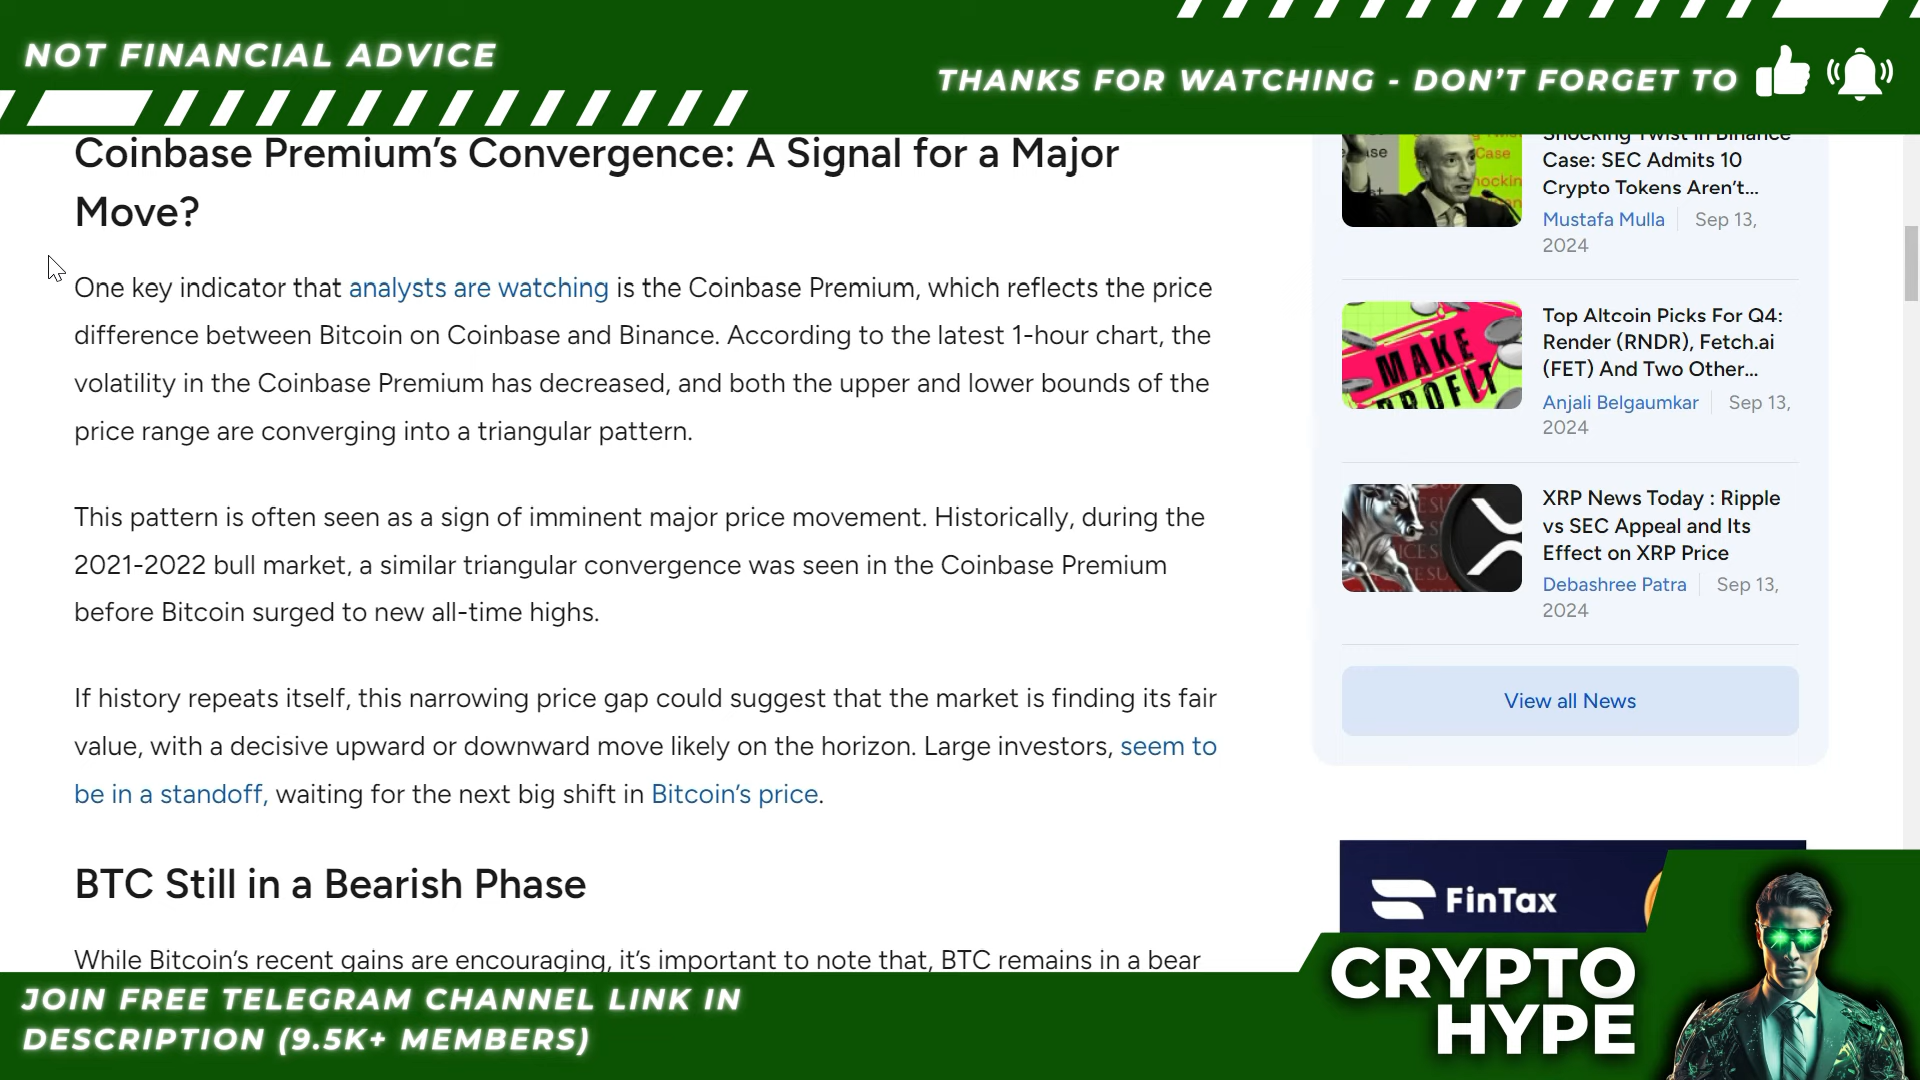 NOT FINANCIAL ADVICE
THANKS FOR WATCHING - DON'T FORGET TO
Coinbase Premium's Convergence: A Signal for a Major
Move?
One key indicator that analysts are watching is the Coinbase Premium, which reflects the price
difference between Bitcoin on Coinbase and Binance. According to the latest 1-hour chart, the
volatility in the Coinbase Premium has decreased, and both the upper and lower bounds of the
price range are converging into a triangular pattern.
This pattern is often seen as a sign of imminent major price movement. Historically, during the
2021-2022 bull market, a similar triangular convergence was seen in the Coinbase Premium
before Bitcoin surged to new all-time highs.
If history repeats itself, this narrowing price gap could suggest that the market is finding its fair
value, with a decisive upward or downward move likely on the horizon. Large investors, seem to
be in a standoff, waiting for the next big shift in Bitcoin's price.
BTC Still in a Bearish Phase
While Bitcoin's recent gains are encouraging, it's important to note that, BTC remains in a bear
Shocking Twist in Binance
Case: SEC Admits 10
Crypto Tokens Aren't...
Mustafa Mulla Sep 13,
2024
MAKE
PROFIT
Top Altcoin Picks For Q4:
Render (RNDR), Fetch.ai
(FET) And Two Other...
Anjali Belgaumkar Sep 13,
2024
XRP News Today : Ripple
vs SEC Appeal and Its
Effect on XRP Price
Debashree Patra Sep 13,
2024
View all News
FinTax
CRYPTO
HYPE
JOIN FREE TELEGRAM CHANNEL LINK IN
DESCRIPTION (9.5K+ MEMBERS)